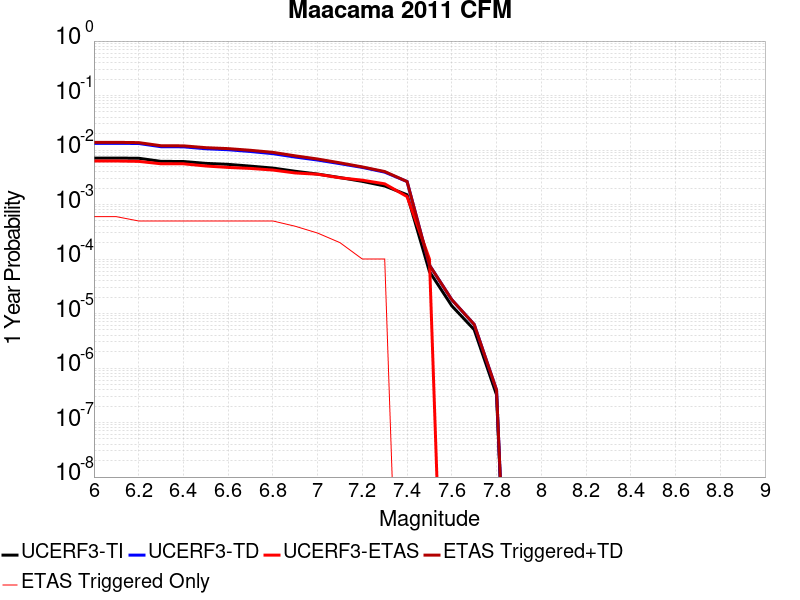 Maacama 2011 CFM
10^0
10^-1
10^-2
10^-3
10^-4
10^-5
10^-6
10^-7
10^-8
1 Year Probability
6 6.2 6.4 6.6 6.8 7 7.2 7.4 7.6 7.8 8 8.2 8.4 8.6 8.8 9
Magnitude
UCERF3-TI UCERF3-TD UCERF3-ETAS ETAS Triggered+TD
ETAS Triggered Only